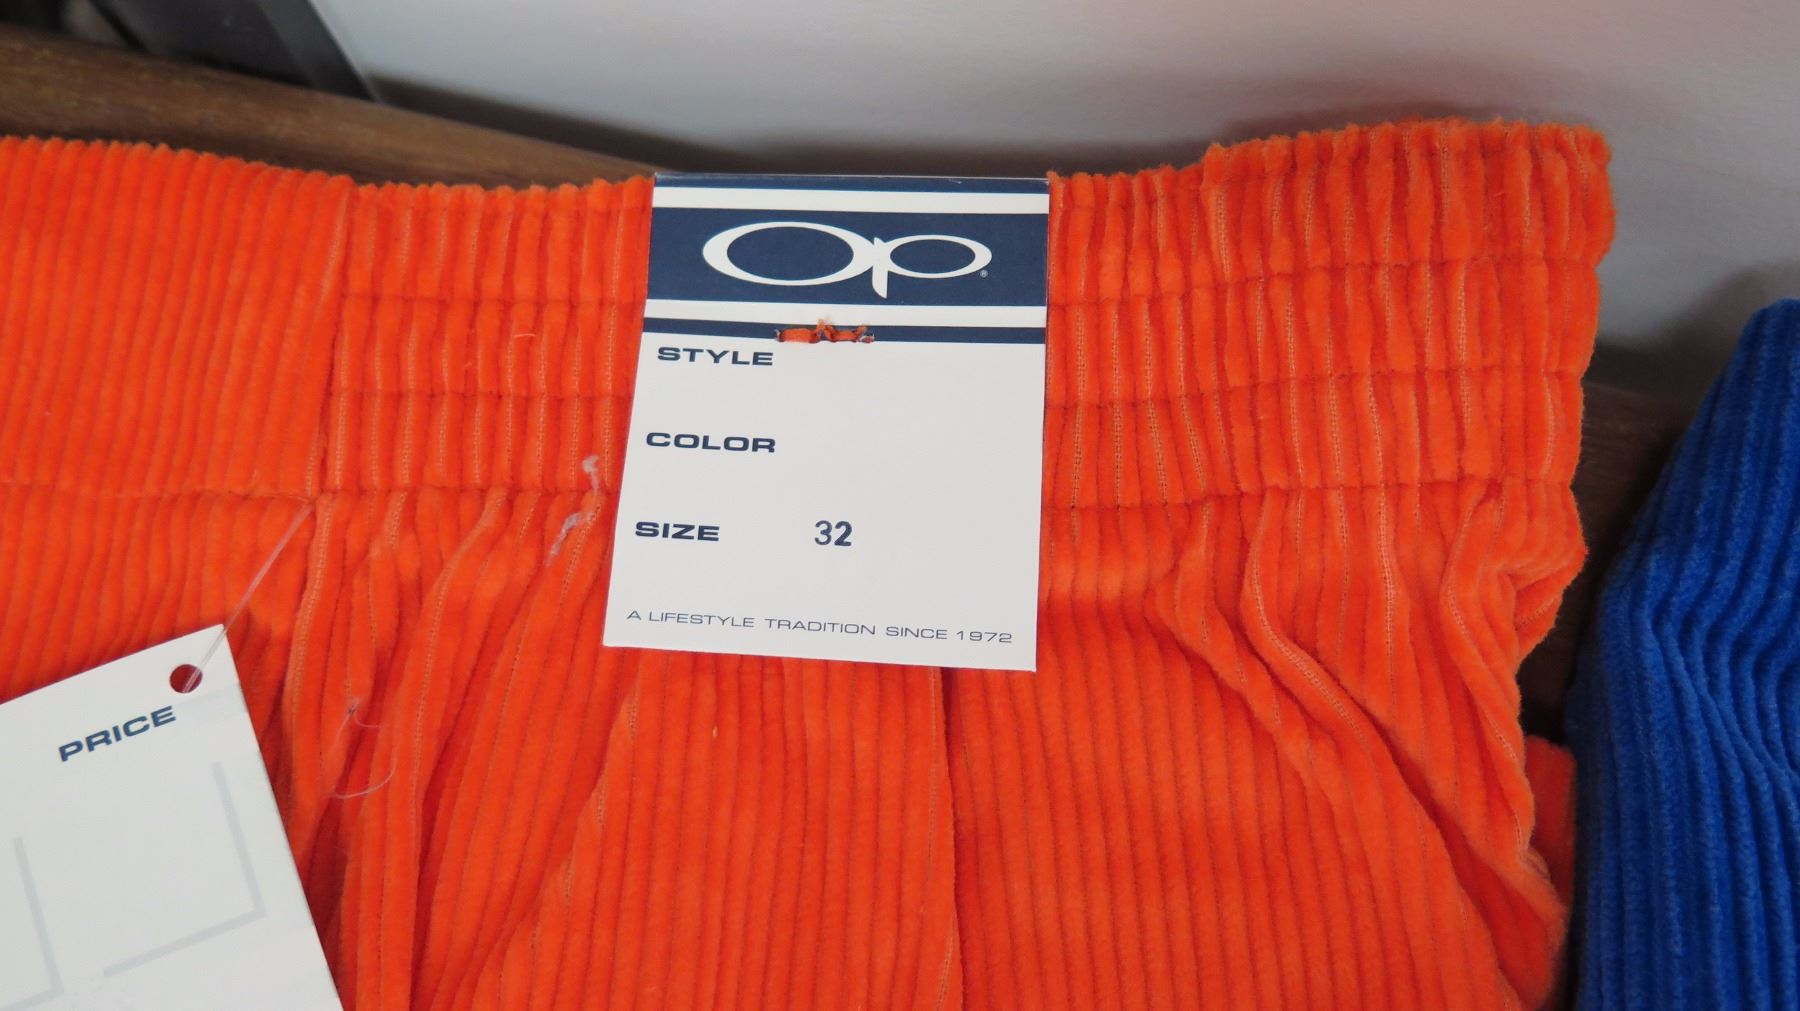 Op®
STYLE
COLOR
SIZE 32
A LIFESTYLE TRADITION SINCE 1972
PRICE